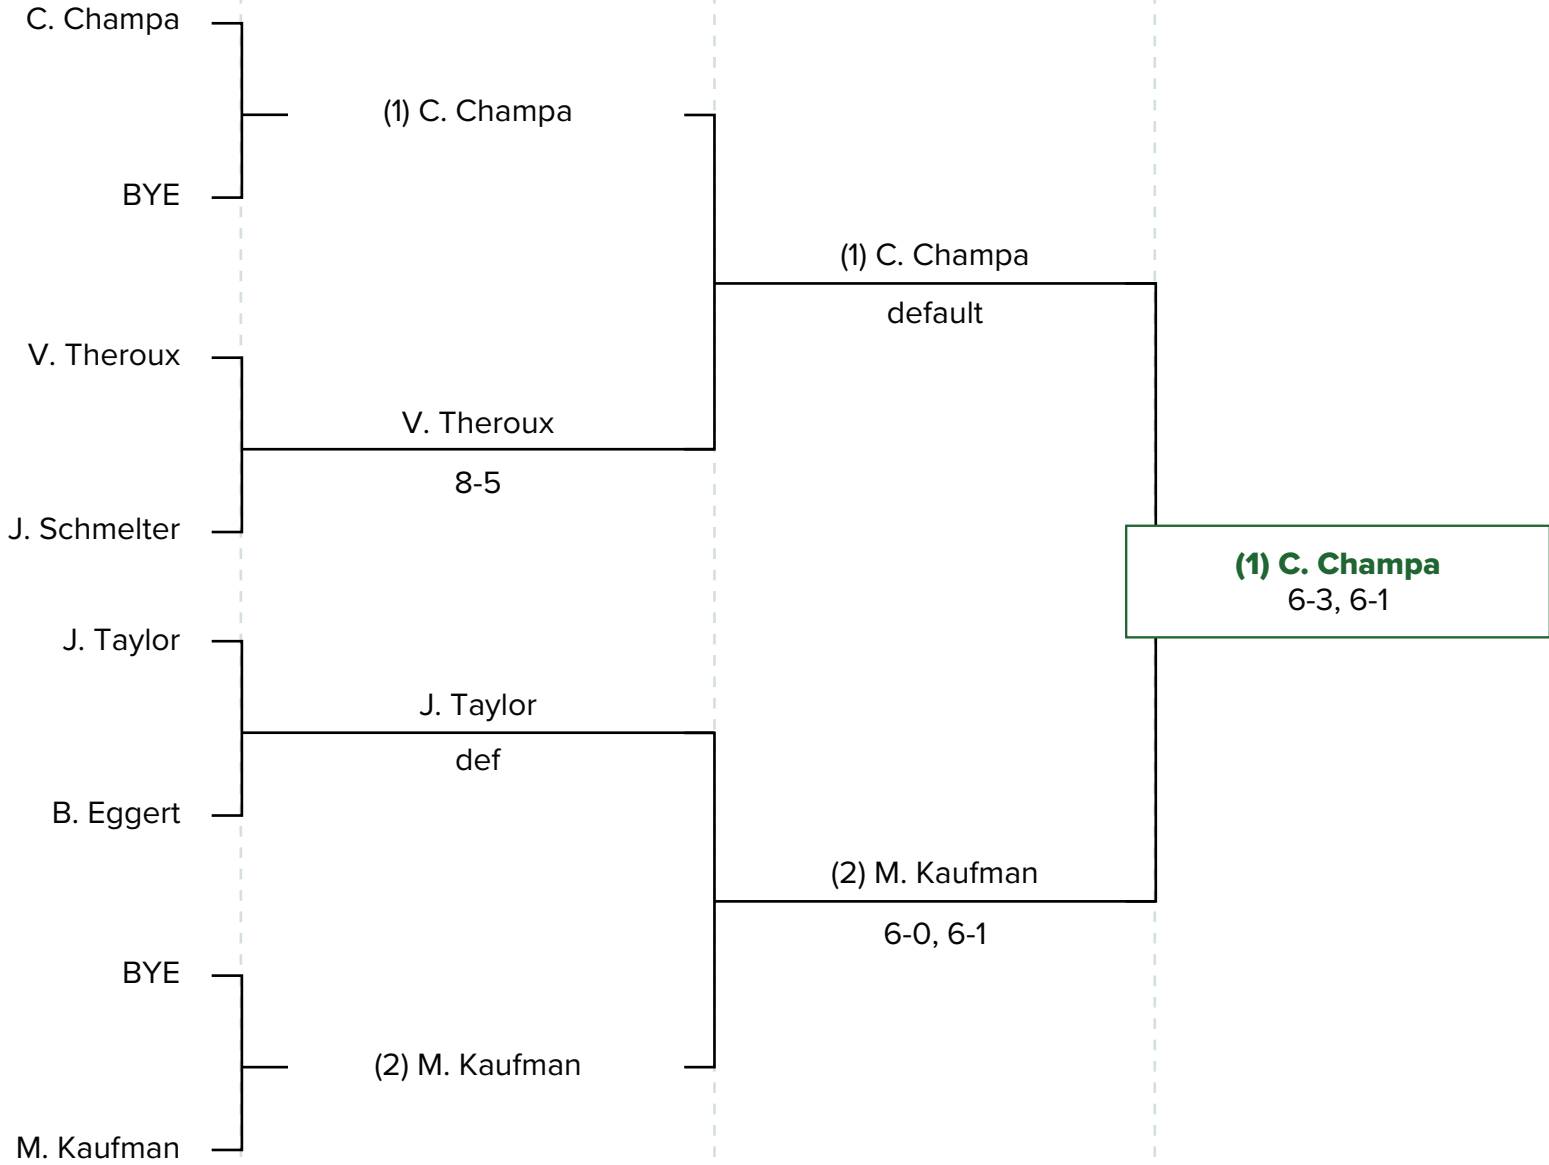 C. Champa
(1) C. Champa
BYE
(1) C. Champa
default
V. Theroux
V. Theroux
8-5
J. Schmelter
(1) C. Champa
6-3, 6-1
J. Taylor
J. Taylor
def
B. Eggert
(2) M. Kaufman
6-0, 6-1
BYE
(2) M. Kaufman
M. Kaufman